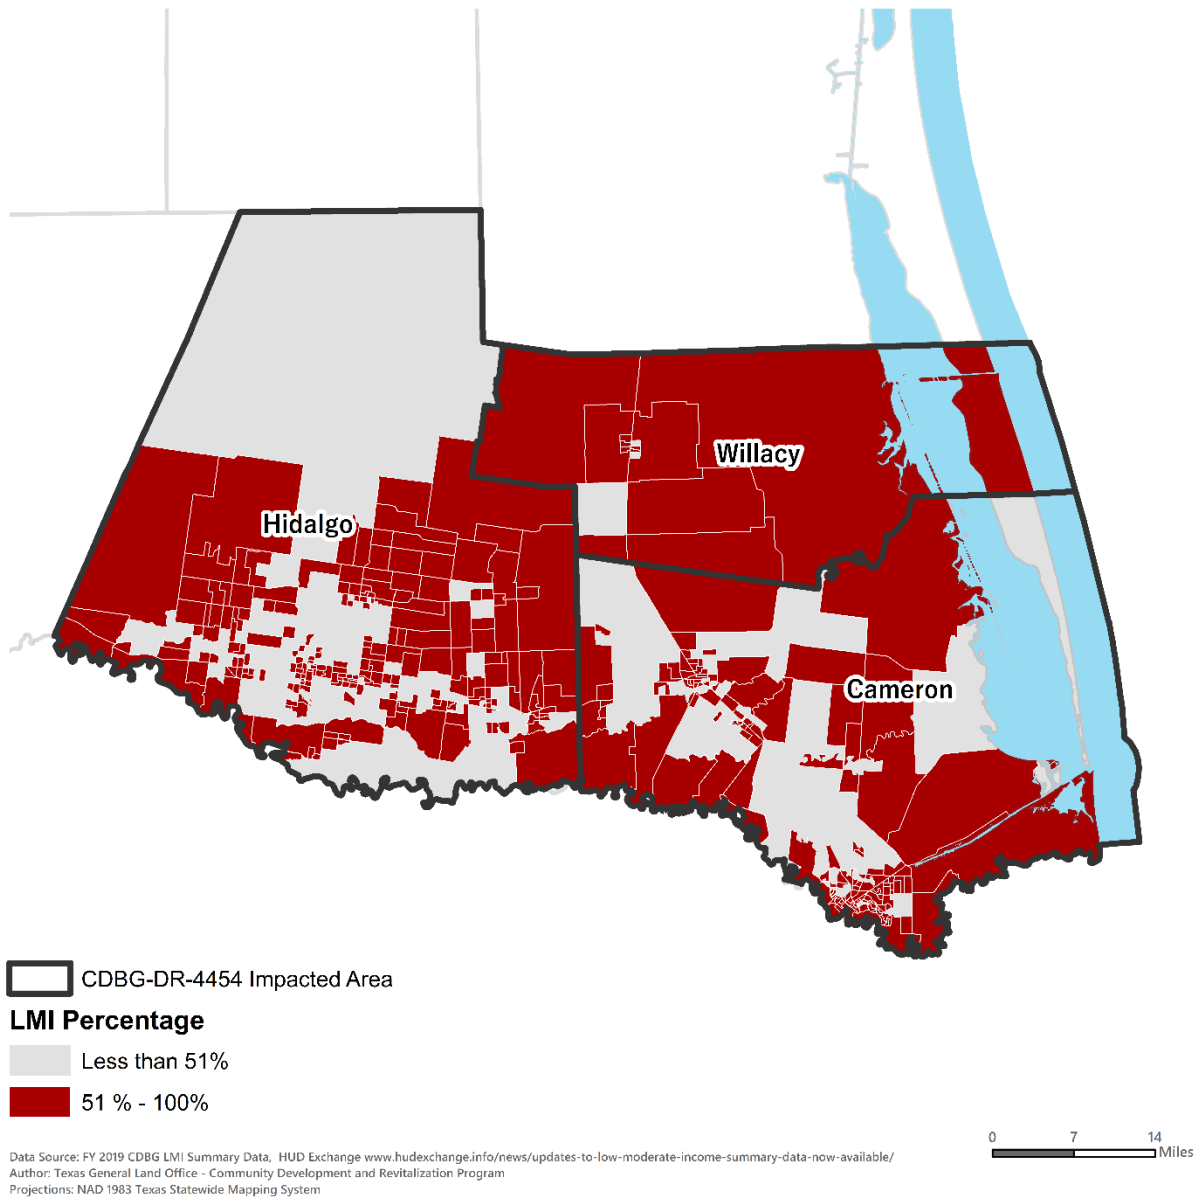 Willacy
Hidalgo
Cameron
CDBG-DR-4454 Impacted Area
LMI Percentage
Less than 51%
51 % - 100%
0 7 14
Miles
Data Source: FY 2019 CDBG LMI Summary Data, HUD Exchange www.hudexchange.info/news/updates-to-low-moderate-income-summary-data-now-available/
Author: Texas General Land Office - Community Development and Revitalization Program
Projections: NAD 1983 Texas Statewide Mapping System